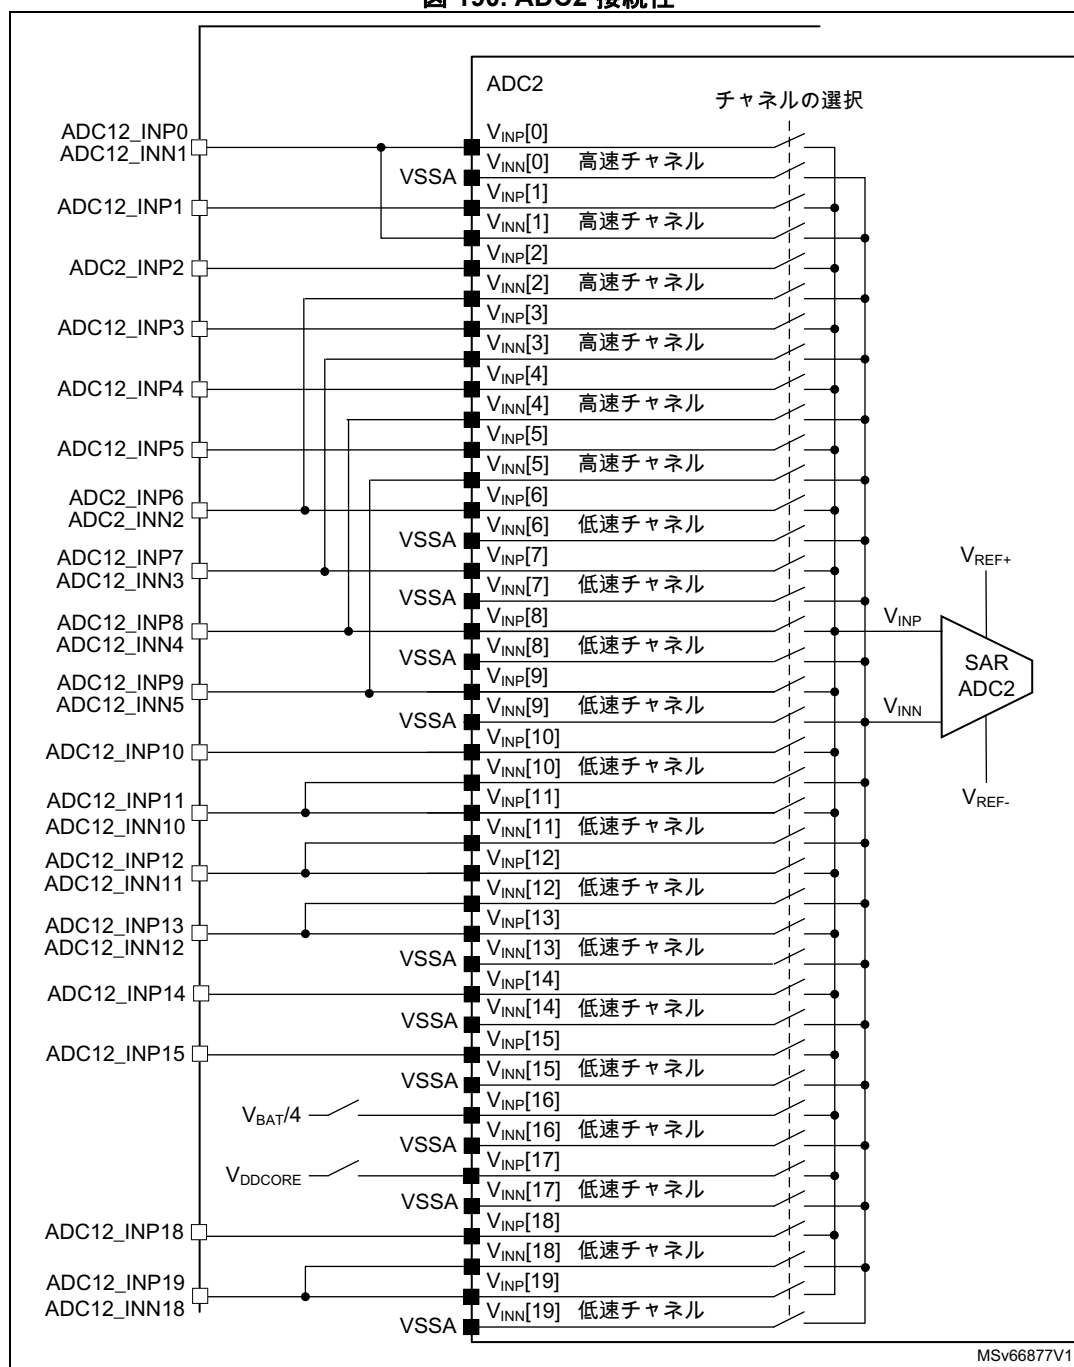 ADC2
チャネルの選択
ADC12_INP0
ADC12_INN1
VINP[0]
VINN[0] 高速チャネル
VSSA
ADC12_INP1
VINP[1]
VINN[1] 高速チャネル
ADC2_INP2
VINP[2]
VINN[2] 高速チャネル
ADC12_INP3
VINP[3]
VINN[3] 高速チャネル
ADC12_INP4
VINP[4]
VINN[4] 高速チャネル
ADC12_INP5
VINP[5]
VINN[5] 高速チャネル
ADC2_INP6
ADC2_INN2
VINP[6]
VINN[6] 低速チャネル
VSSA
ADC12_INP7
ADC12_INN3
VINP[7]
VINN[7] 低速チャネル
VSSA
ADC12_INP8
ADC12_INN4
VINP[8]
VINN[8] 低速チャネル
VSSA
ADC12_INP9
ADC12_INN5
VINP[9]
VINN[9] 低速チャネル
VSSA
VREF+
VINP
SAR
ADC2
VINN
VREF-
ADC12_INP10
VINP[10]
VINN[10] 低速チャネル
ADC12_INP11
ADC12_INN10
VINP[11]
VINN[11] 低速チャネル
ADC12_INP12
ADC12_INN11
VINP[12]
VINN[12] 低速チャネル
ADC12_INP13
ADC12_INN12
VINP[13]
VINN[13] 低速チャネル
VSSA
ADC12_INP14
VINP[14]
VINN[14] 低速チャネル
VSSA
ADC12_INP15
VINP[15]
VINN[15] 低速チャネル
VSSA
VBAT/4
VINP[16]
VINN[16] 低速チャネル
VSSA
VDDCORE
VINP[17]
VINN[17] 低速チャネル
VSSA
ADC12_INP18
VINP[18]
VINN[18] 低速チャネル
ADC12_INP19
ADC12_INN18
VINP[19]
VINN[19] 低速チャネル
VSSA
MSv66877V1